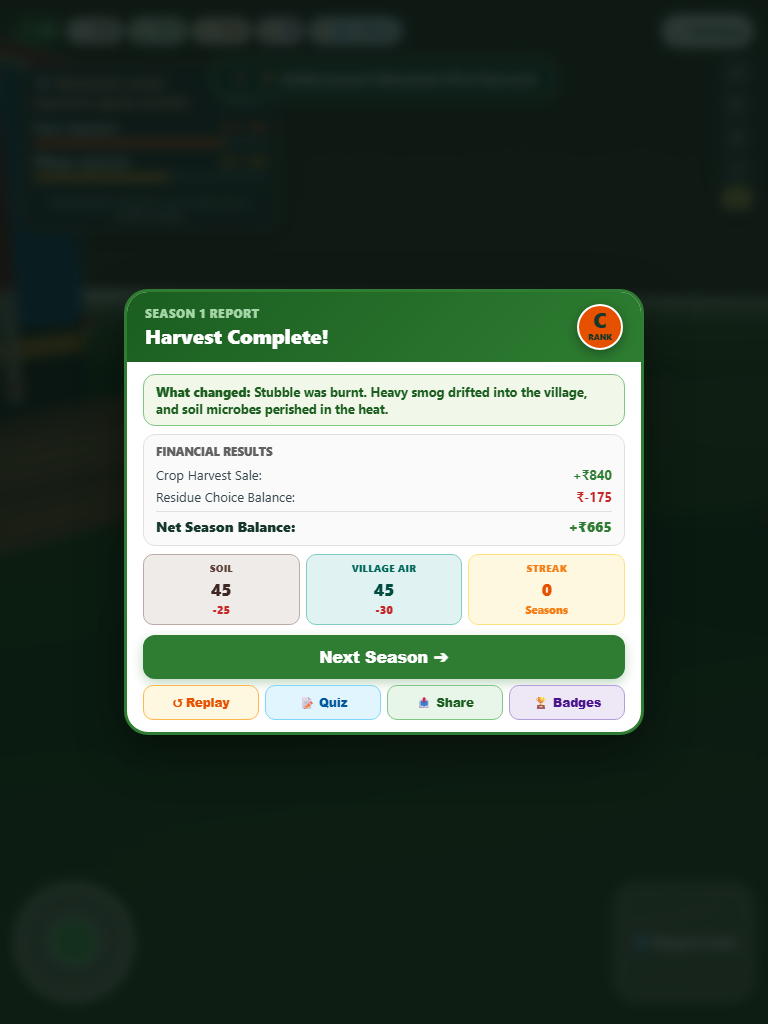 SEASON 1 REPORT
Harvest Complete!
C
RANK
What changed: Stubble was burnt. Heavy smog drifted into the village,
and soil microbes perished in the heat.
FINANCIAL RESULTS
Crop Harvest Sale: +₹840
Residue Choice Balance: ₹-175
Net Season Balance: +₹665
SOIL
45
-25
VILLAGE AIR
45
-30
STREAK
0
Seasons
Next Season ➔
↺ Replay
📝 Quiz
📤 Share
🏆 Badges